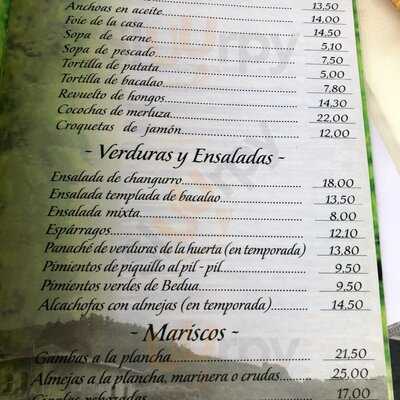 Anchoas en aceite 13,50
Foie de la casa 14,00
Sopa de carne 14,50
Sopa de pescado 5,10
Tortilla de patata 7,50
Tortilla de bacalao 5,00
Revuelto de hongos 7,80
Cocochas de merluza 14,30
Croquetas de jamón 22,00
12,00
- Verduras y Ensaladas -
Ensalada de changurro 18,00
Ensalada templada de bacalao 13,50
Ensalada mixta 8,00
Espárragos 12,10
Panaché de verduras de la huerta (en temporada) 13,80
Pimientos de piquillo al pil - pil 9,50
Pimientos verdes de Bedua 9,50
Alcachofas con almejas (en temporada) 14,50
- Mariscos -
Gambas a la plancha 21,50
Almejas a la plancha, marinera o crudas 25,00
rebozadas 17,00